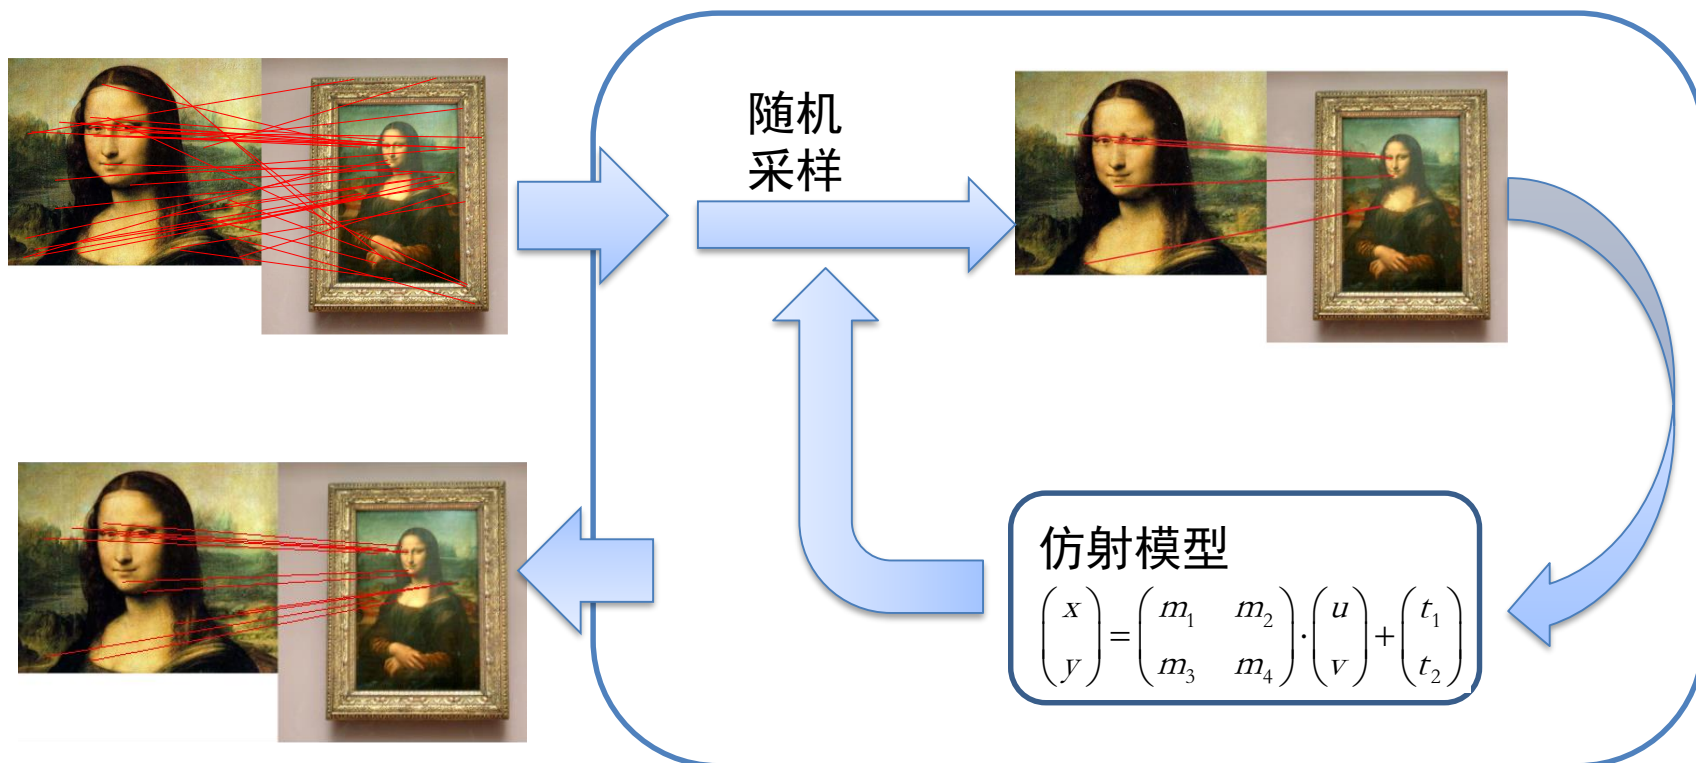 随机
采样
仿射模型
(x y) = (m₁ m₂ m₃ m₄) · (u v) + (t₁ t₂)